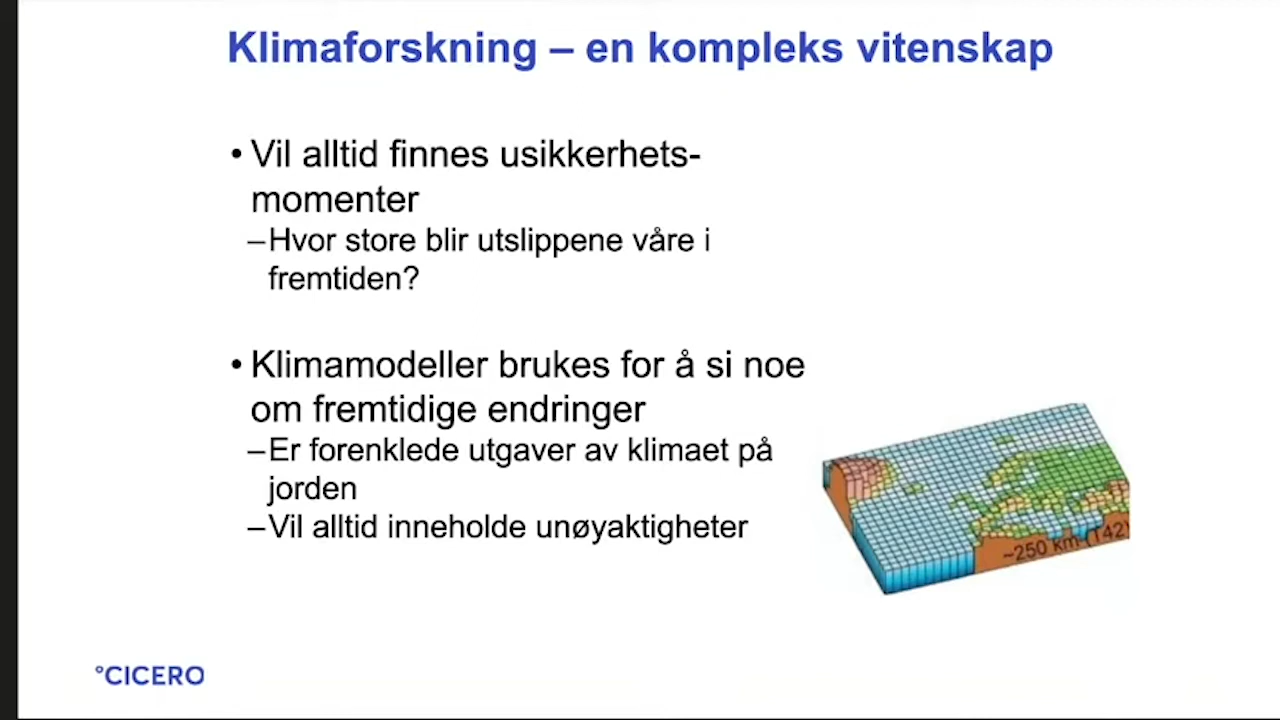 Klimaforskning – en kompleks vitenskap
• Vil alltid finnes usikkerhets-
momenter
–Hvor store blir utslippene våre i
fremtiden?
• Klimamodeller brukes for å si noe
om fremtidige endringer
–Er forenklede utgaver av klimaet på
jorden
–Vil alltid inneholde unøyaktigheter
~250 km (T42)
°CICERO